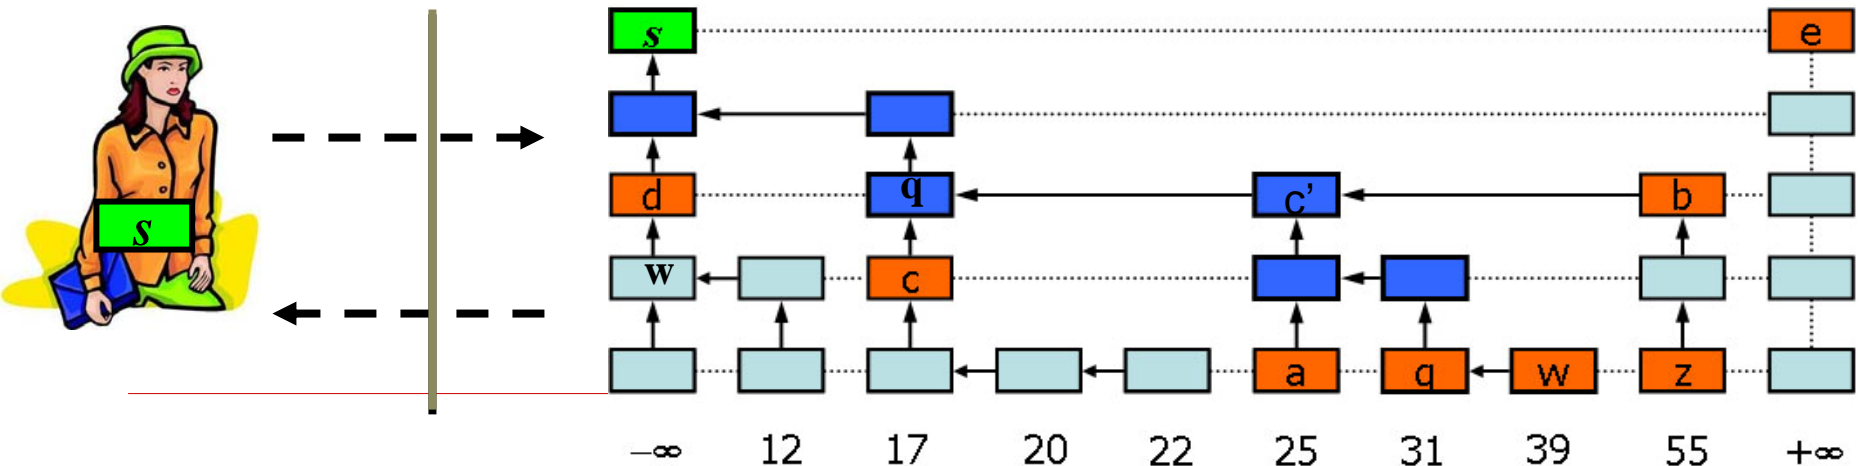 s e
d q c' b
s
w c
a q w z
−∞ 12 17 20 22 25 31 39 55 +∞